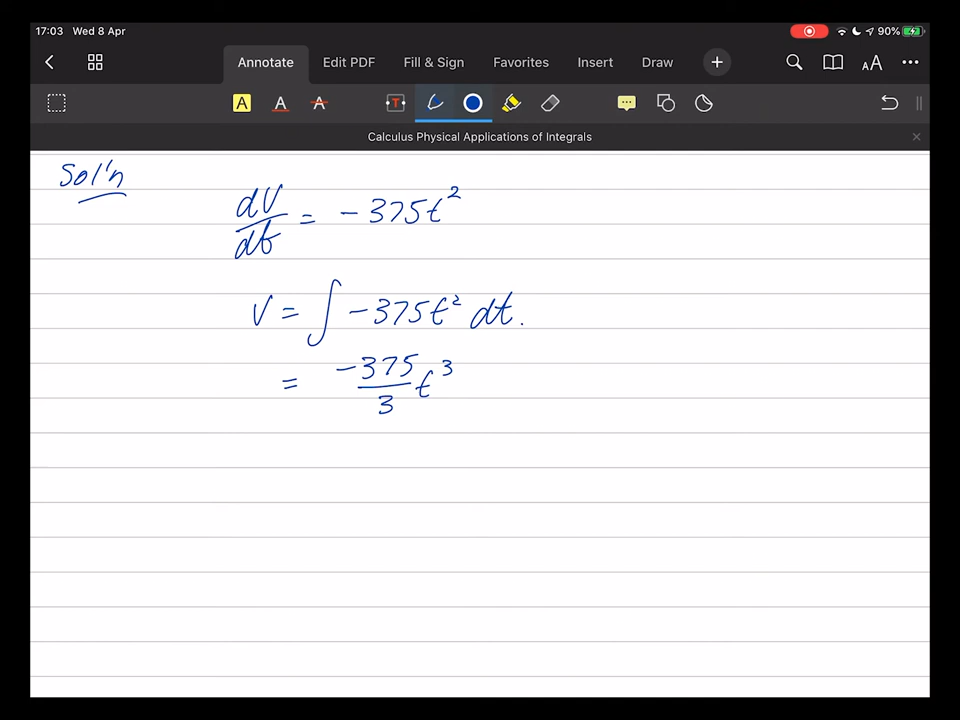 17:03 Wed 8 Apr 90%
Annotate Edit PDF Fill & Sign Favorites Insert Draw
Calculus Physical Applications of Integrals
Sol'n
dV/dt = -375t²
V = ∫ -375t² dt.
= -375/3 t³